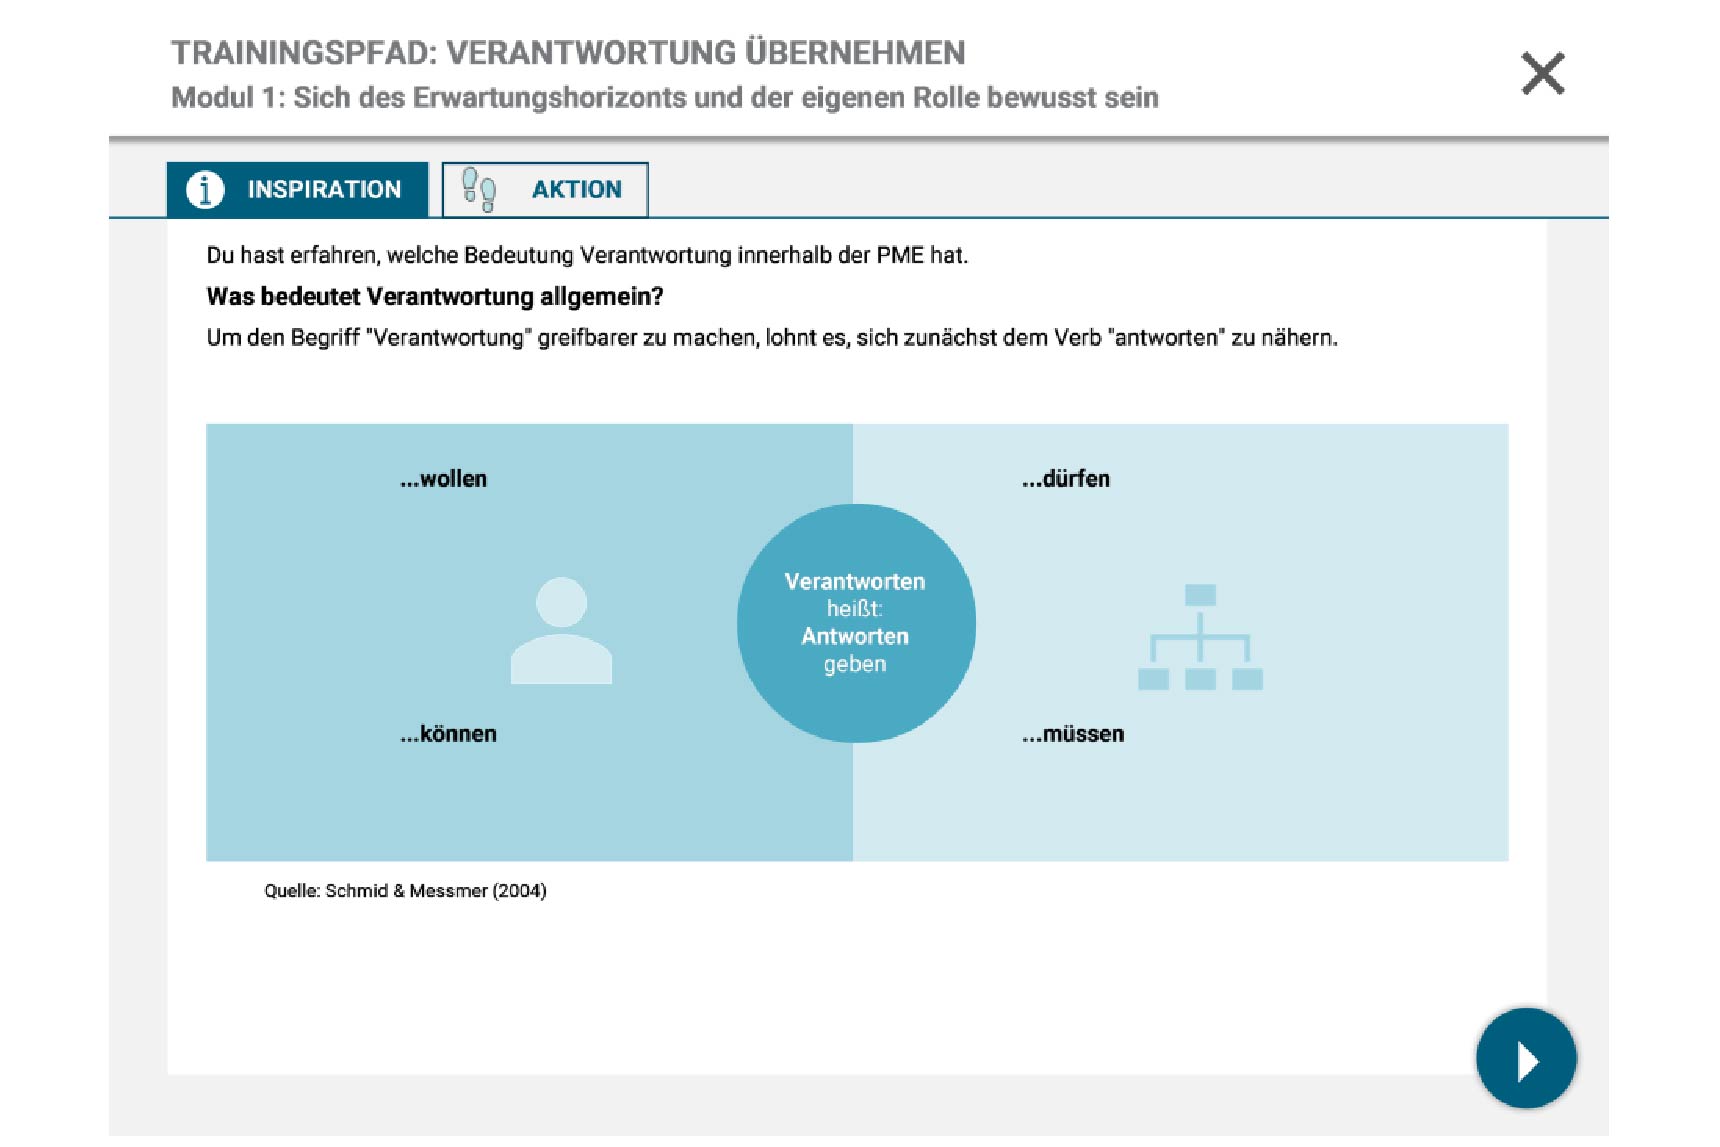 TRAININGSPFAD: VERANTWORTUNG ÜBERNEHMEN
Modul 1: Sich des Erwartungshorizonts und der eigenen Rolle bewusst sein
INSPIRATION
AKTION
Du hast erfahren, welche Bedeutung Verantwortung innerhalb der PME hat.
Was bedeutet Verantwortung allgemein?
Um den Begriff "Verantwortung" greifbarer zu machen, lohnt es, sich zunächst dem Verb "antworten" zu nähern.
...wollen
...dürfen
Verantworten
heißt:
Antworten
geben
...können
...müssen
Quelle: Schmid & Messmer (2004)